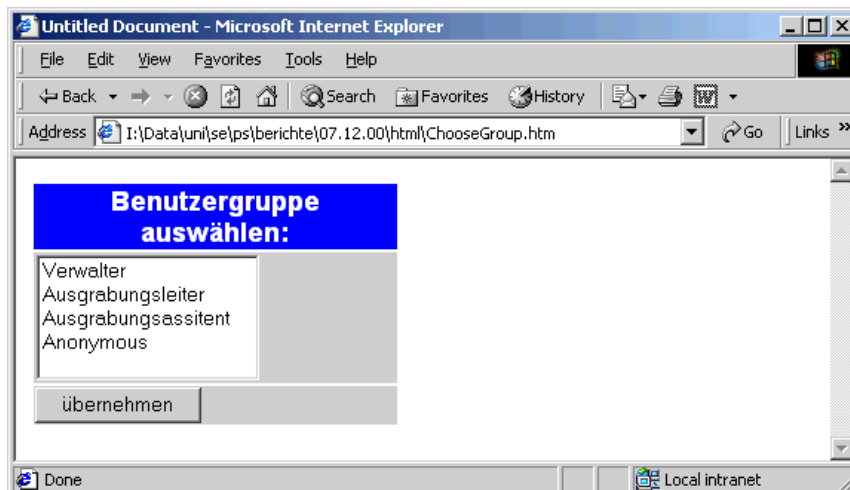 Untitled Document - Microsoft Internet Explorer
File Edit View Favorites Tools Help
Back Search Favorites History
Address I:\Data\uni\se\ps\berichte\07.12.00\html\ChooseGroup.htm Go Links »
Benutzergruppe
auswählen:
Verwalter
Ausgrabungsleiter
Ausgrabungsassitent
Anonymous
übernehmen
Done Local intranet